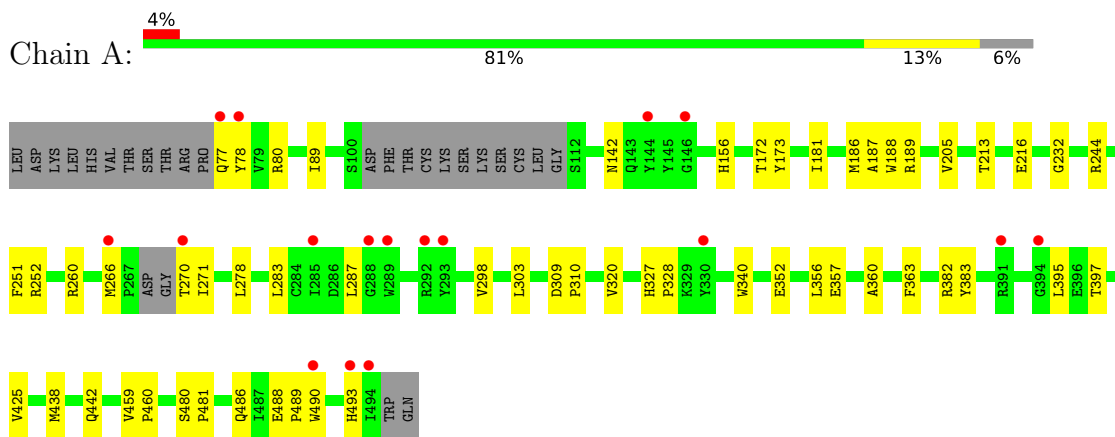 4%
Chain A:
81% 13% 6%
LEU ASP LYS LEU HIS VAL THR SER THR ARG PRO Q77 Y78 V79 R80 I89 S100 ASP PHE THR CYS LYS SER LYS SER CYS LEU GLY S112 N142 Q143 Y144 Y145 G146 H156 T172 Y173 I181 M186 A187 W188 R189 V205 T213 E216 G232 R244
F251 R252 R260 M266 P267 ASP GLY T270 I271 L278 L283 C284 I285 D286 L287 G288 W289 R292 Y293 V298 L303 D309 P310 V320 H327 P328 K329 Y330 W340 E352 L356 E357 A360 F363 R382 Y383 R391 G394 L395 E396 T397
V425 M438 Q442 V459 P460 S480 P481 Q486 I487 E488 P489 W490 H493 I494 TRP GLN